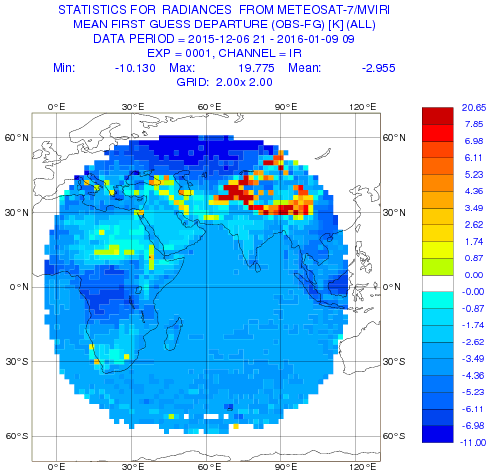 STATISTICS FOR RADIANCES FROM METEOSAT-7/MVIRI
MEAN FIRST GUESS DEPARTURE (OBS-FG) [K] (ALL)
DATA PERIOD = 2015-12-06 21 - 2016-01-09 09
EXP = 0001, CHANNEL = IR
Min: -10.130 Max: 19.775 Mean: -2.955
GRID: 2.00x 2.00
0°E 30°E 60°E 90°E 120°E
60°N 60°N
30°N 30°N
0°N 0°N
30°S 30°S
60°S 60°S
0°E 30°E 60°E 90°E 120°E
20.65
7.85
6.98
6.11
5.23
4.36
3.49
2.62
1.74
0.87
0.00
-0.00
-0.87
-1.74
-2.62
-3.49
-4.36
-5.23
-6.11
-6.98
-11.00